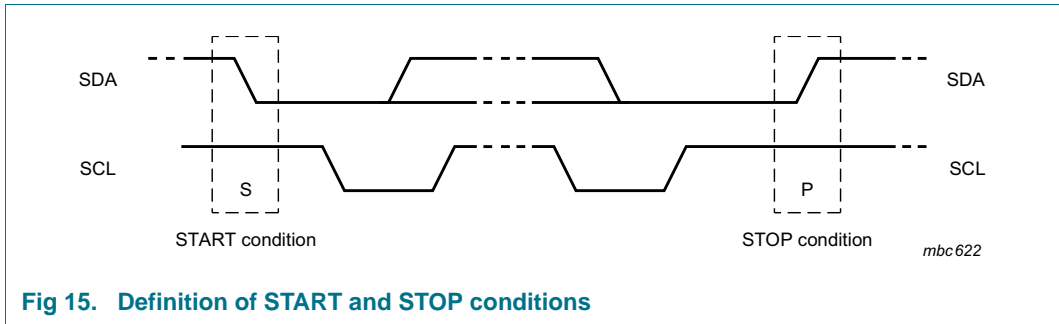 SDA
SDA
SCL
SCL
S
P
START condition
STOP condition
mbc622
Fig 15. Definition of START and STOP conditions